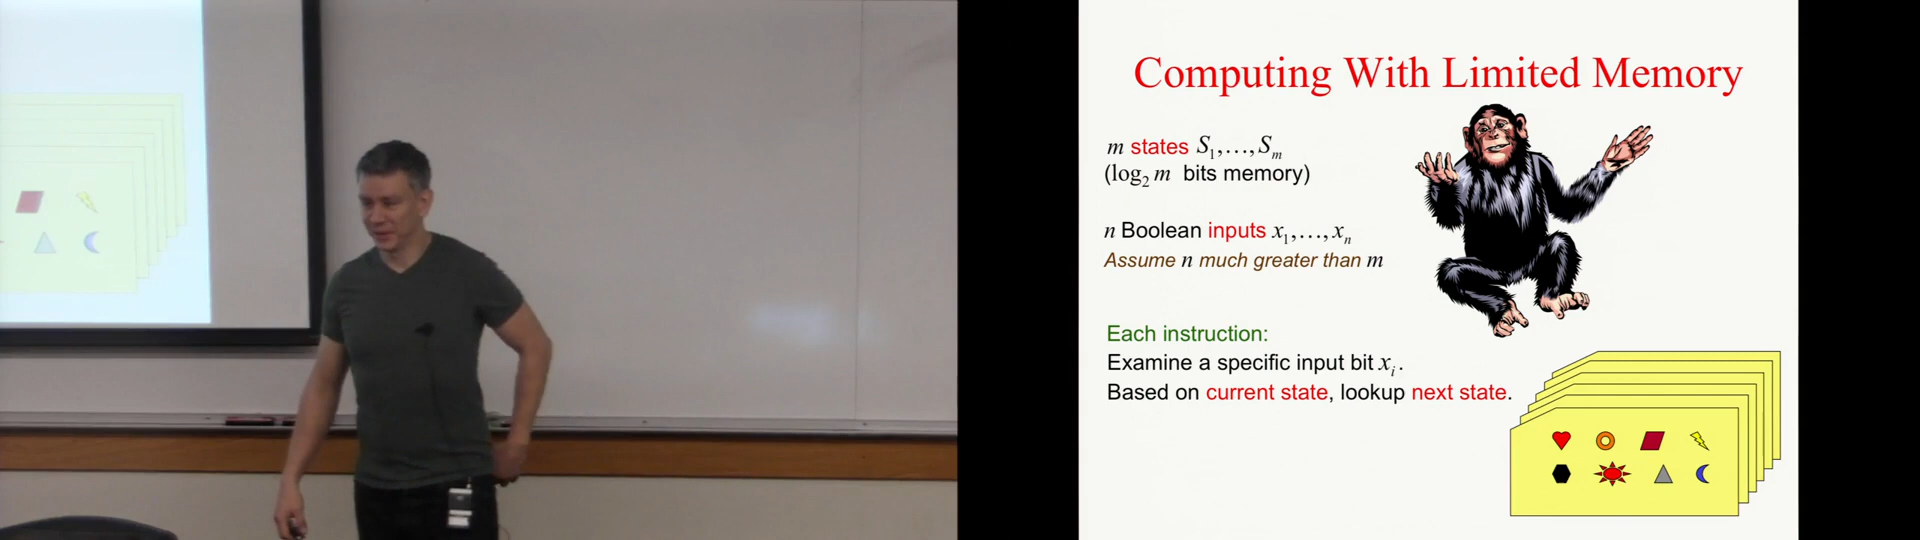 Computing With Limited Memory
m states S₁,…,Sₘ
(log₂ m bits memory)
n Boolean inputs x₁,…,xₙ
Assume n much greater than m
Each instruction:
Examine a specific input bit xᵢ.
Based on current state, lookup next state.